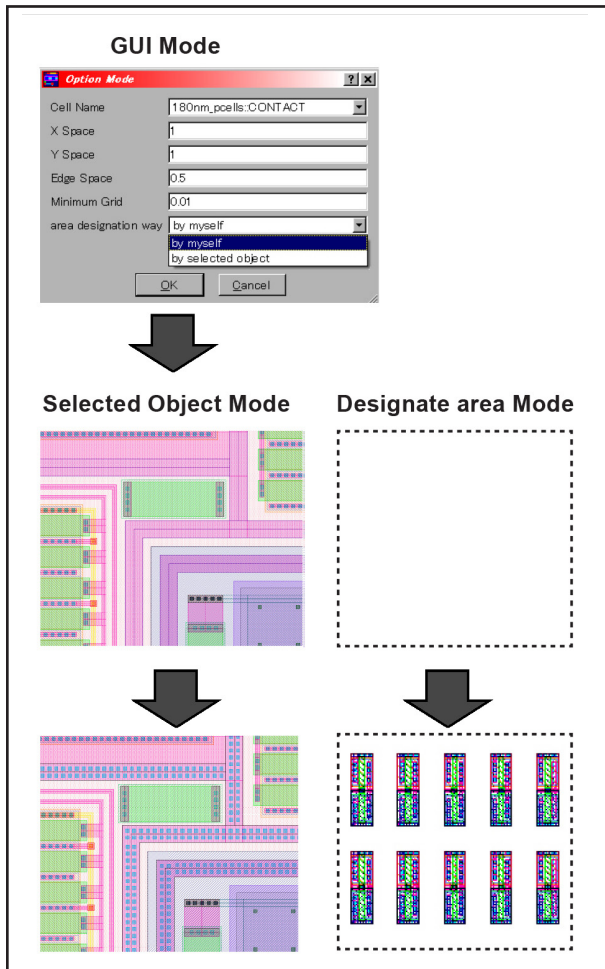 GUI Mode
Option Mode
Cell Name 180nm_pcells::CONTACT
X Space 1
Y Space 1
Edge Space 0.5
Minimum Grid 0.01
area designation way by myself
by myself
by selected object
OK Cancel
Selected Object Mode Designate area Mode